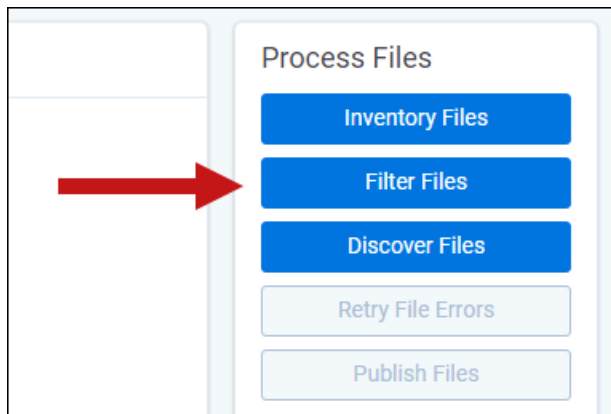 Process Files
Inventory Files
Filter Files
Discover Files
Retry File Errors
Publish Files